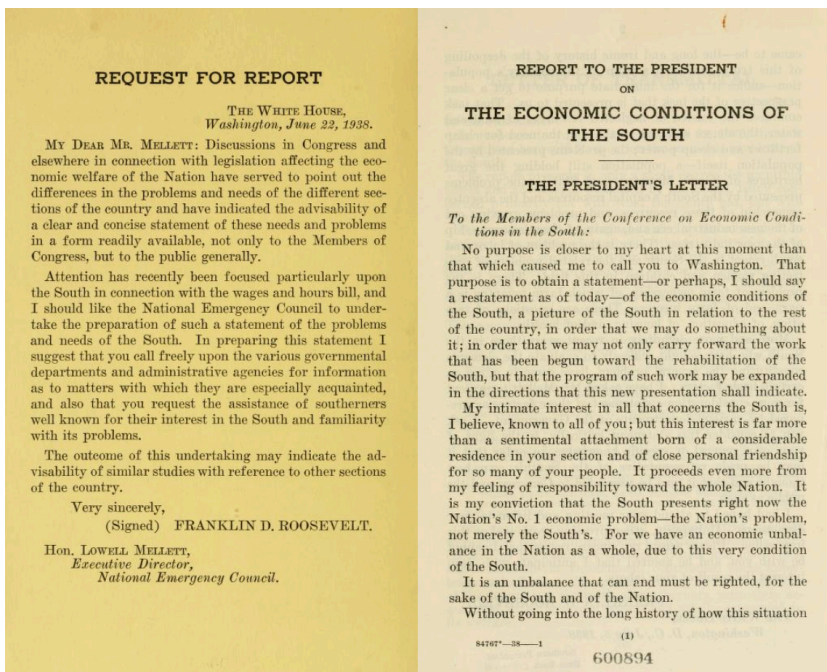 REQUEST FOR REPORT
THE WHITE HOUSE,
Washington, June 22, 1938.
MY DEAR MR. MELLETT: Discussions in Congress and
elsewhere in connection with legislation affecting the eco-
nomic welfare of the Nation have served to point out the
differences in the problems and needs of the different sec-
tions of the country and have indicated the advisability of
a clear and concise statement of these needs and problems
in a form readily available, not only to the Members of
Congress, but to the public generally.
Attention has recently been focused particularly upon
the South in connection with the wages and hours bill, and
I should like the National Emergency Council to under-
take the preparation of such a statement of the problems
and needs of the South. In preparing this statement I
suggest that you call freely upon the various governmental
departments and administrative agencies for information
as to matters with which they are especially acquainted,
and also that you request the assistance of southerners
well known for their interest in the South and familiarity
with its problems.
The outcome of this undertaking may indicate the ad-
visability of similar studies with reference to other sections
of the country.
Very sincerely,
(Signed) FRANKLIN D. ROOSEVELT.
Hon. LOWELL MELLETT,
Executive Director,
National Emergency Council.
REPORT TO THE PRESIDENT
ON
THE ECONOMIC CONDITIONS OF
THE SOUTH
THE PRESIDENT'S LETTER
To the Members of the Conference on Economic Condi-
tions in the South:
No purpose is closer to my heart at this moment than
that which caused me to call you to Washington. That
purpose is to obtain a statement—or perhaps, I should say
a restatement as of today—of the economic conditions of
the South, a picture of the South in relation to the rest
of the country, in order that we may do something about
it; in order that we may not only carry forward the work
that has been begun toward the rehabilitation of the
South, but that the program of such work may be expanded
in the directions that this new presentation shall indicate.
My intimate interest in all that concerns the South is,
I believe, known to all of you; but this interest is far more
than a sentimental attachment born of a considerable
residence in your section and of close personal friendship
for so many of your people. It proceeds even more from
my feeling of responsibility toward the whole Nation. It
is my conviction that the South presents right now the
Nation's No. 1 economic problem—the Nation's problem,
not merely the South's. For we have an economic unbal-
ance in the Nation as a whole, due to this very condition
of the South.
It is an unbalance that can and must be righted, for the
sake of the South and of the Nation.
Without going into the long history of how this situation
(1)
84767°—38——1
600894